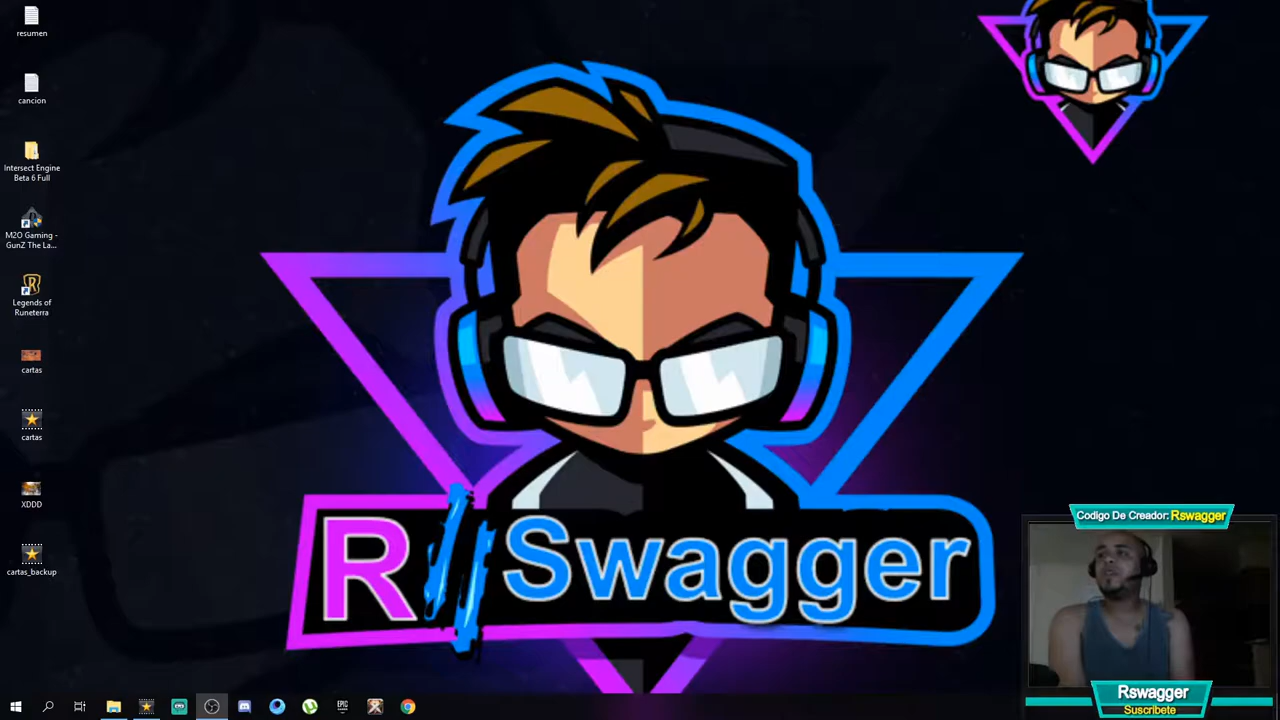 resumen
cancion
Intersect Engine
Beta 6 Full
M2O Gaming -
GunZ The La...
Legends of
Runeterra
cartas
cartas
XDDD
cartas_backup
R//Swagger
Codigo De Creador: Rswagger
Rswagger
Suscribete
EPIC